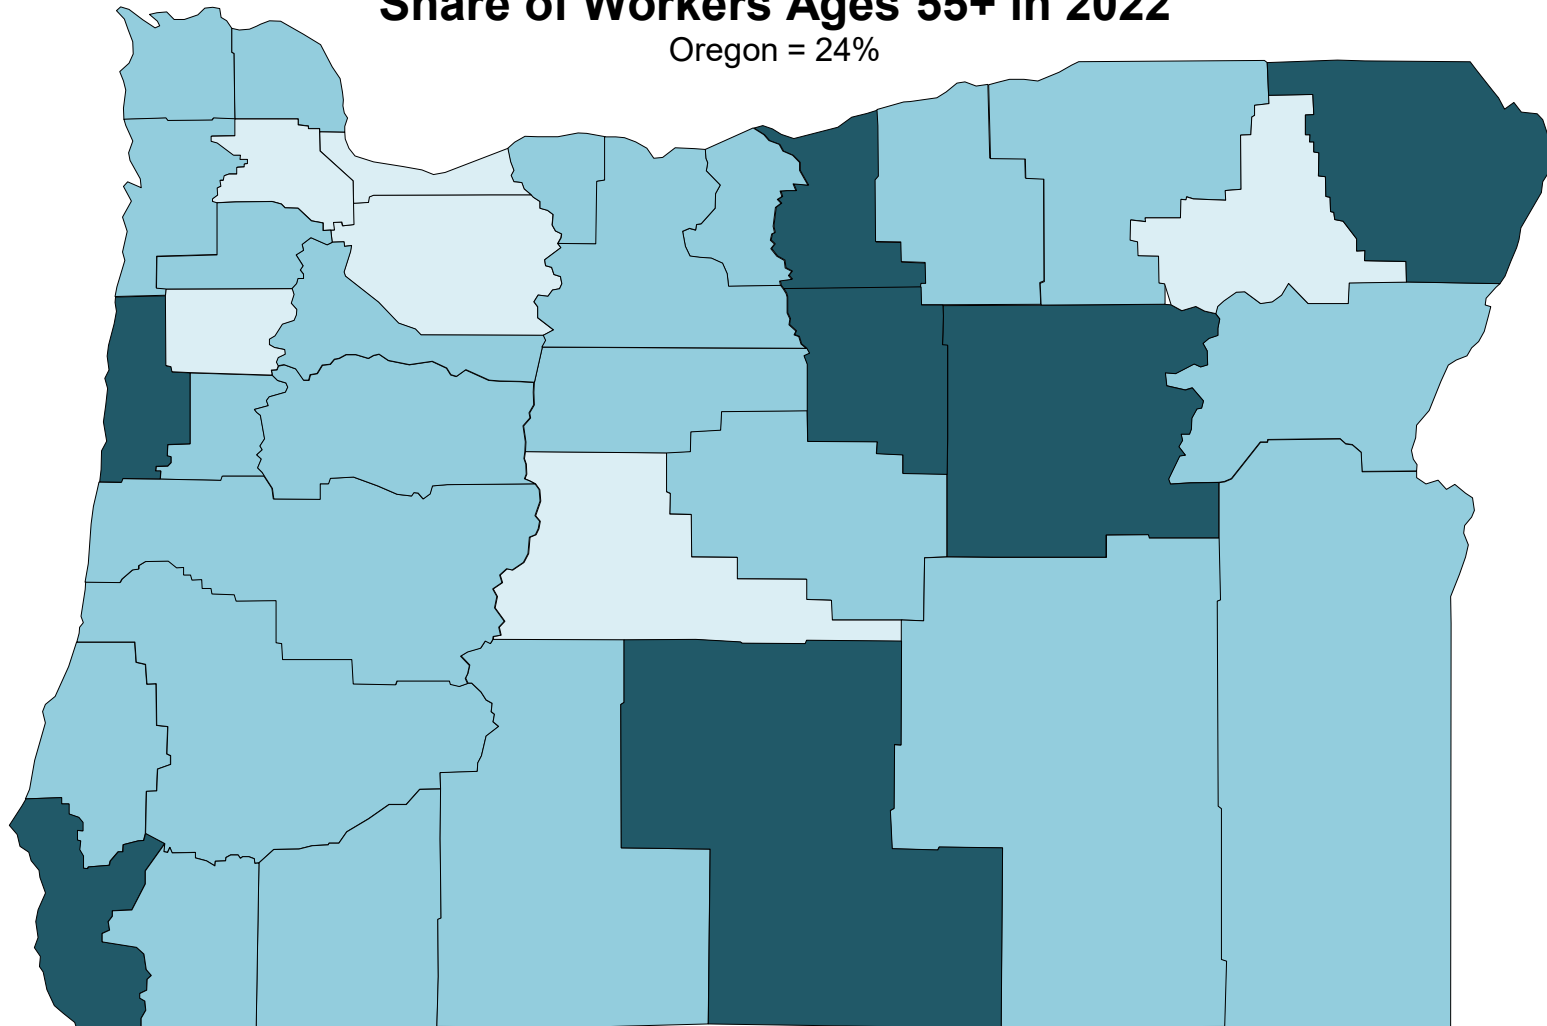 Share of Workers Ages 55+ in 2022
Oregon = 24%